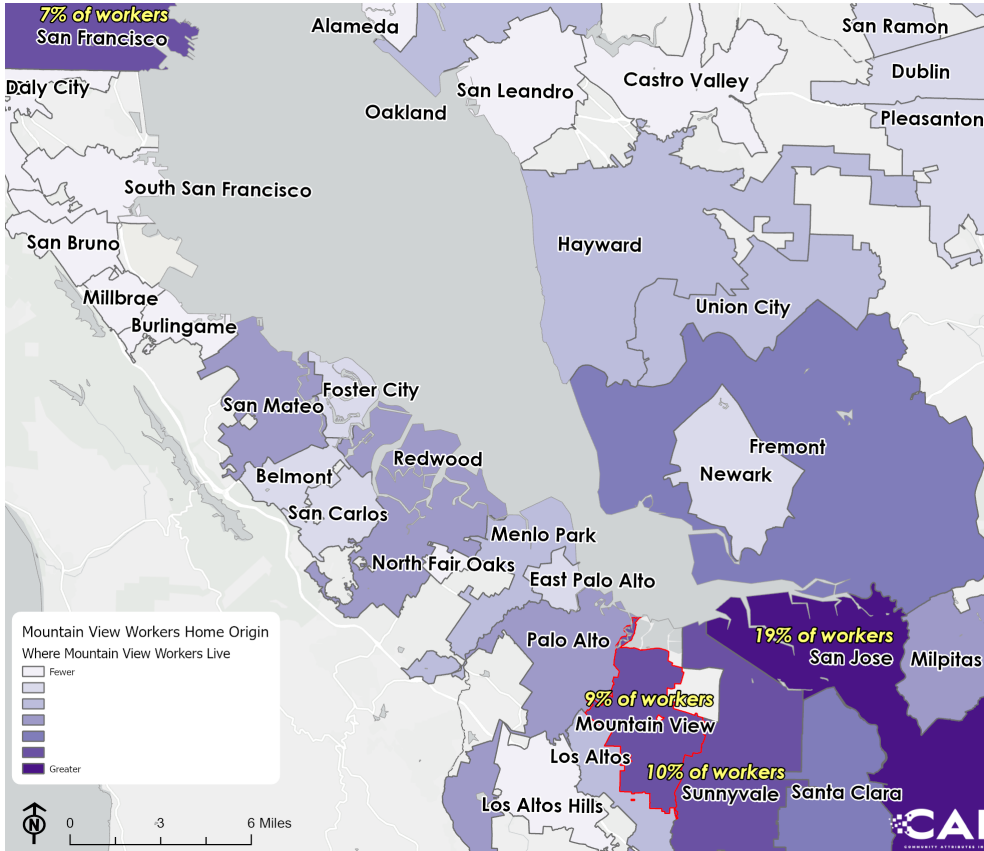 7% of workers
San Francisco
Alameda
San Ramon
Daly City
San Leandro
Castro Valley
Dublin
Oakland
Pleasanton
South San Francisco
San Bruno
Hayward
Millbrae
Burlingame
Union City
San Mateo
Foster City
Fremont
Belmont
Redwood
Newark
San Carlos
Menlo Park
North Fair Oaks
East Palo Alto
Palo Alto
19% of workers
San Jose
Milpitas
9% of workers
Mountain View
Los Altos
10% of workers
Sunnyvale
Santa Clara
Los Altos Hills
Mountain View Workers Home Origin
Where Mountain View Workers Live
Fewer
Greater
N
0 3 6 Miles
CAI
COMMUNITY ATTRIBUTES IN